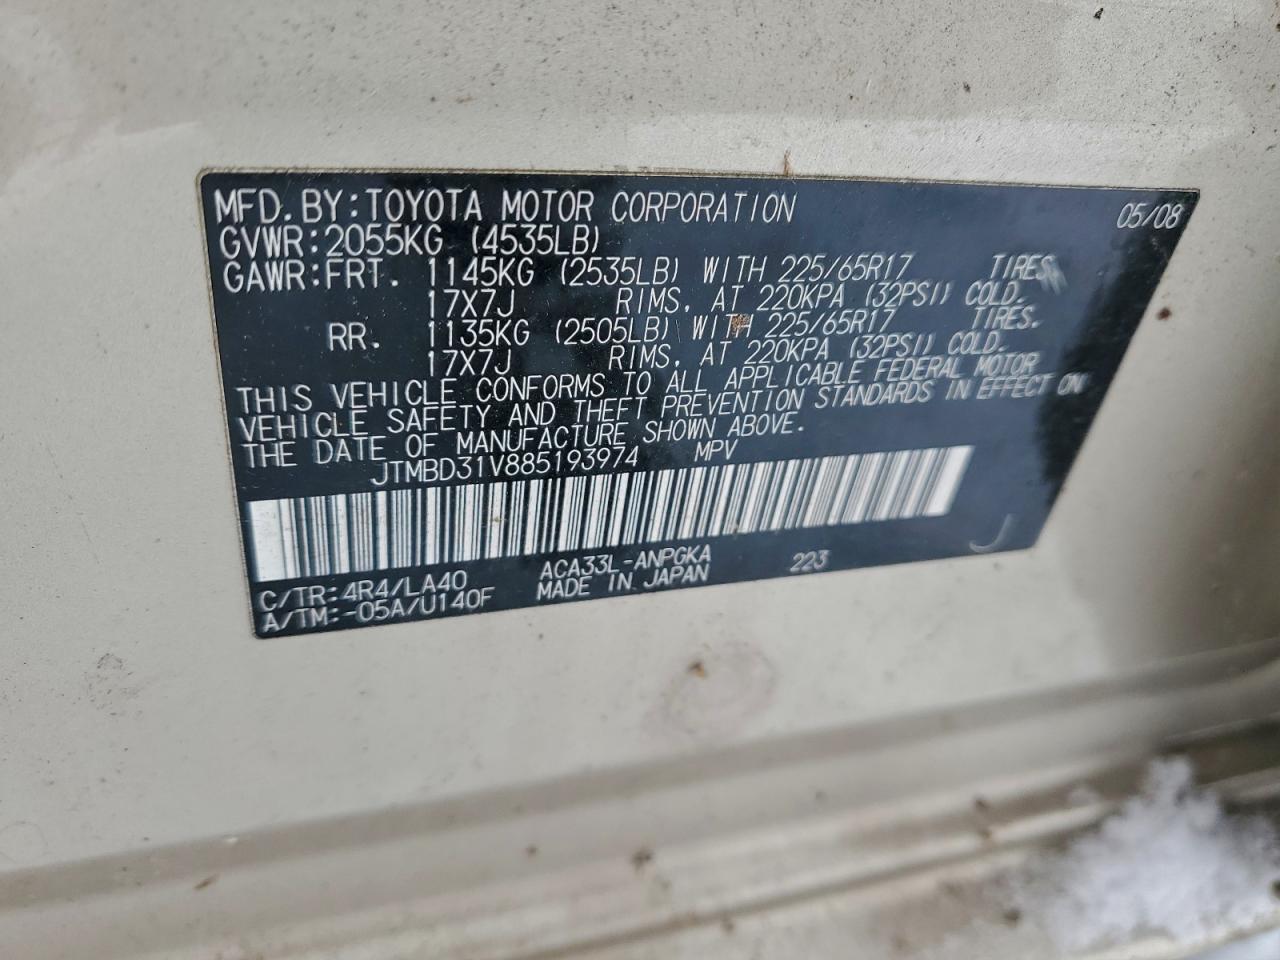 MFD. BY: TOYOTA MOTOR CORPORATION 05/08
GVWR: 2055KG (4535LB)
GAWR: FRT. 1145KG (2535LB) WITH 225/65R17 TIRES,
17X7J RIMS, AT 220KPA (32PSI) COLD.
RR. 1135KG (2505LB) WITH 225/65R17 TIRES.
17X7J RIMS, AT 220KPA (32PSI) COLD.
THIS VEHICLE CONFORMS TO ALL APPLICABLE FEDERAL MOTOR
VEHICLE SAFETY AND THEFT PREVENTION STANDARDS IN EFFECT ON
THE DATE OF MANUFACTURE SHOWN ABOVE.
JTMBD31V885193974 MPV
C/TR: 4R4/LA40 ACA33L-ANPGKA 223 J
A/TM: -05A/U140F MADE IN JAPAN